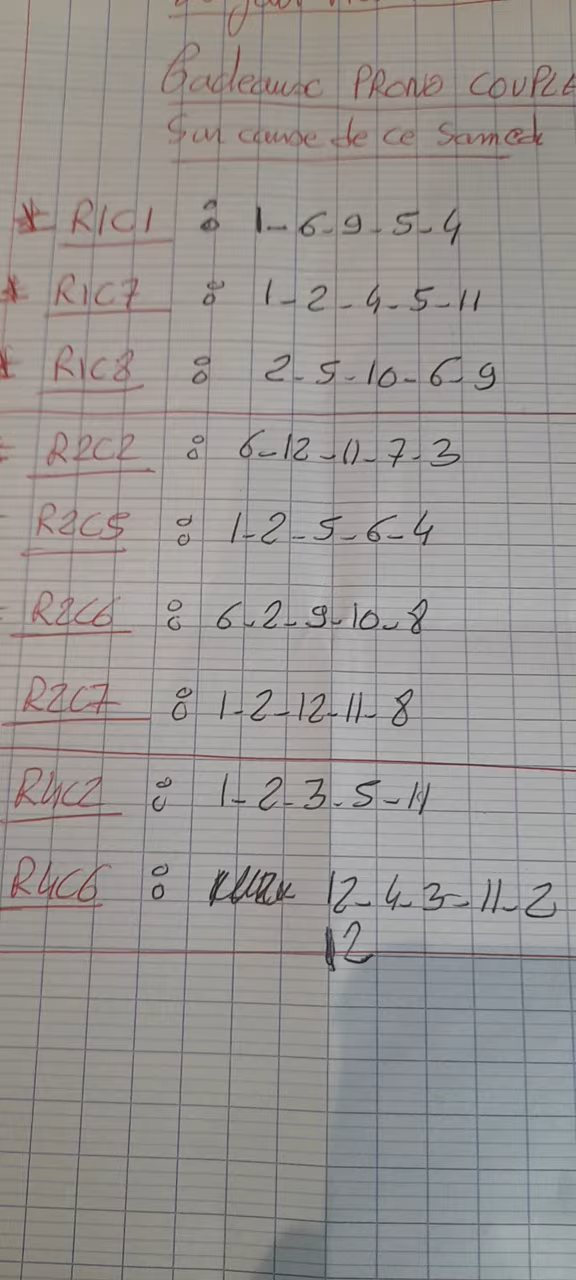 Gadeaux PRONO COUPLE
Sur course de ce Samedi
* R1C1 : 1-6-9-5-4
* R1C7 : 1-2-4-5-11
* R1C8 : 2-5-10-6-9
R2C2 : 6-12-11-7-3
R2C5 : 1-2-5-6-4
R2C6 : 6-2-9-10-8
R2C7 : 1-2-12-11-8
R4C2 : 1-2-3-5-11
R4C6 : 12-4-3-11-2
12